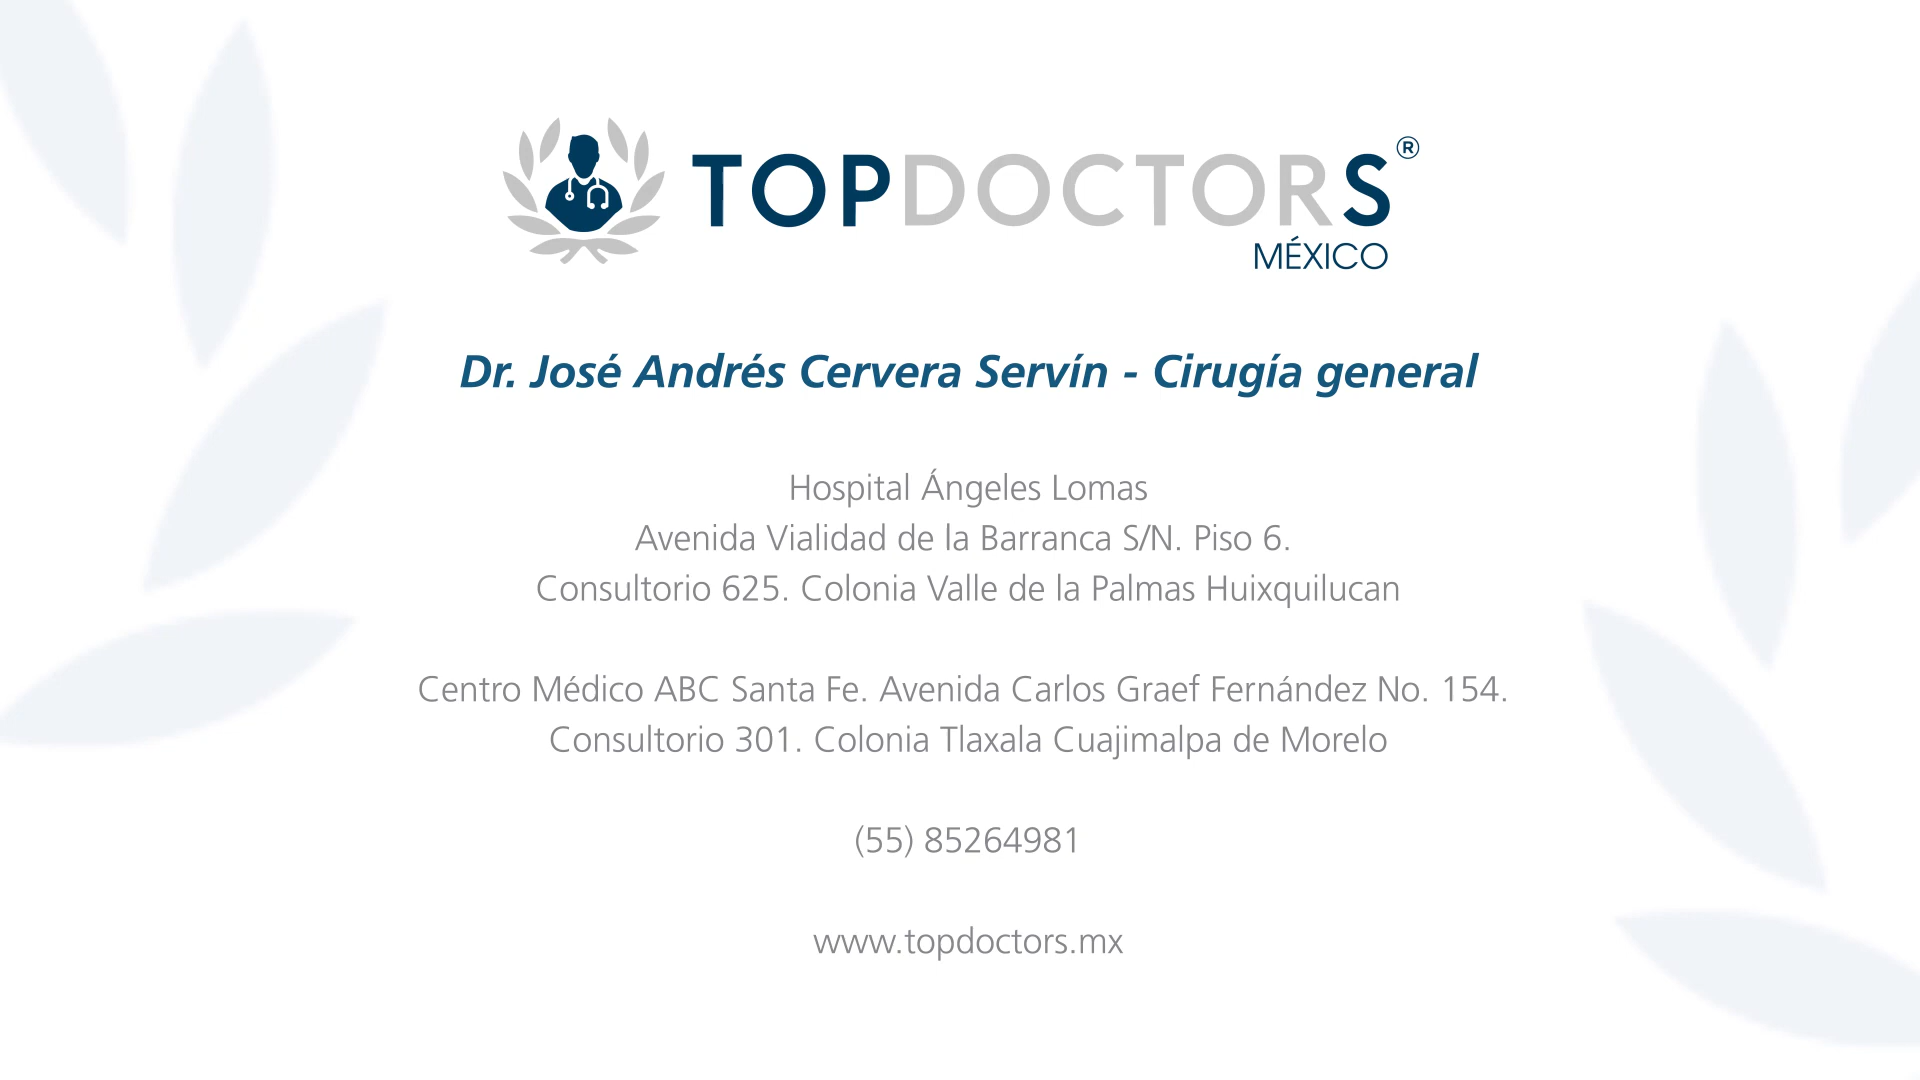 TOPDOCTORS®
MÉXICO
Dr. José Andrés Cervera Servín - Cirugía general
Hospital Ángeles Lomas
Avenida Vialidad de la Barranca S/N. Piso 6.
Consultorio 625. Colonia Valle de la Palmas Huixquilucan
Centro Médico ABC Santa Fe. Avenida Carlos Graef Fernández No. 154.
Consultorio 301. Colonia Tlaxala Cuajimalpa de Morelo
(55) 85264981
www.topdoctors.mx